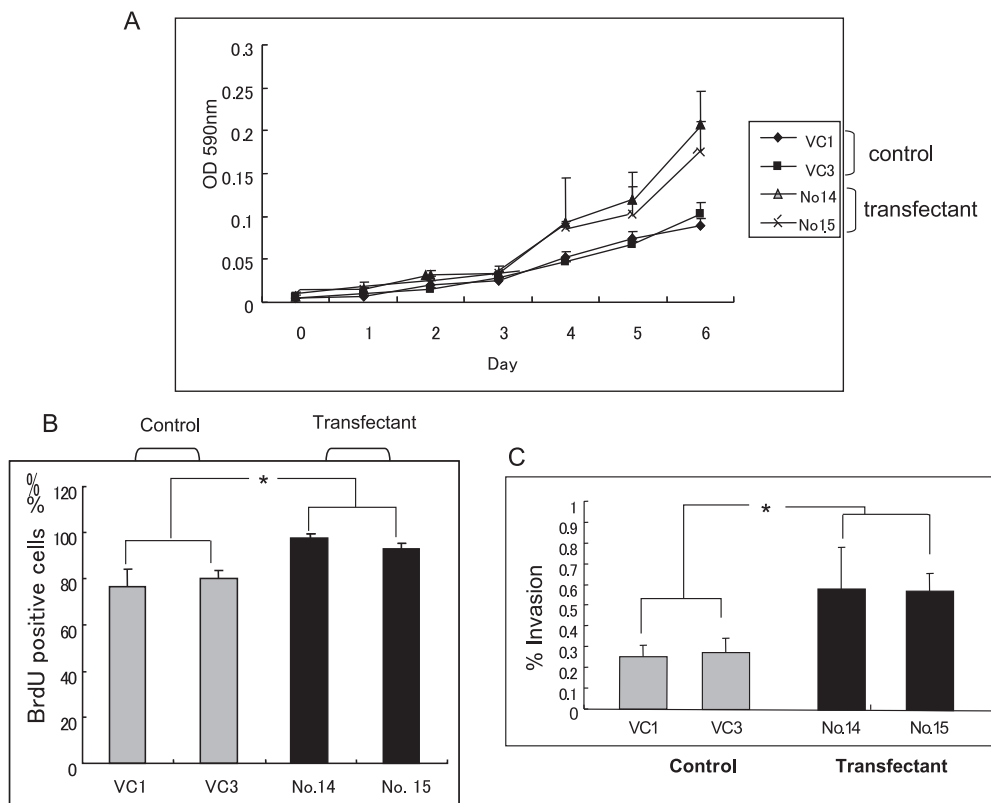 A
OD 590nm
0.3
0.25
0.2
0.15
0.1
0.05
0
0 1 2 3 4 5 6
Day
VC1
VC3
No14
No15
control
transfectant
B
Control Transfectant
%
%
BrdU positive cells
120
100
80
60
40
20
0
*
VC1 VC3 No.14 No. 15
C
% Invasion
1
0.9
0.8
0.7
0.6
0.5
0.4
0.3
0.2
0.1
0
*
VC1 VC3 No.14 No.15
Control Transfectant